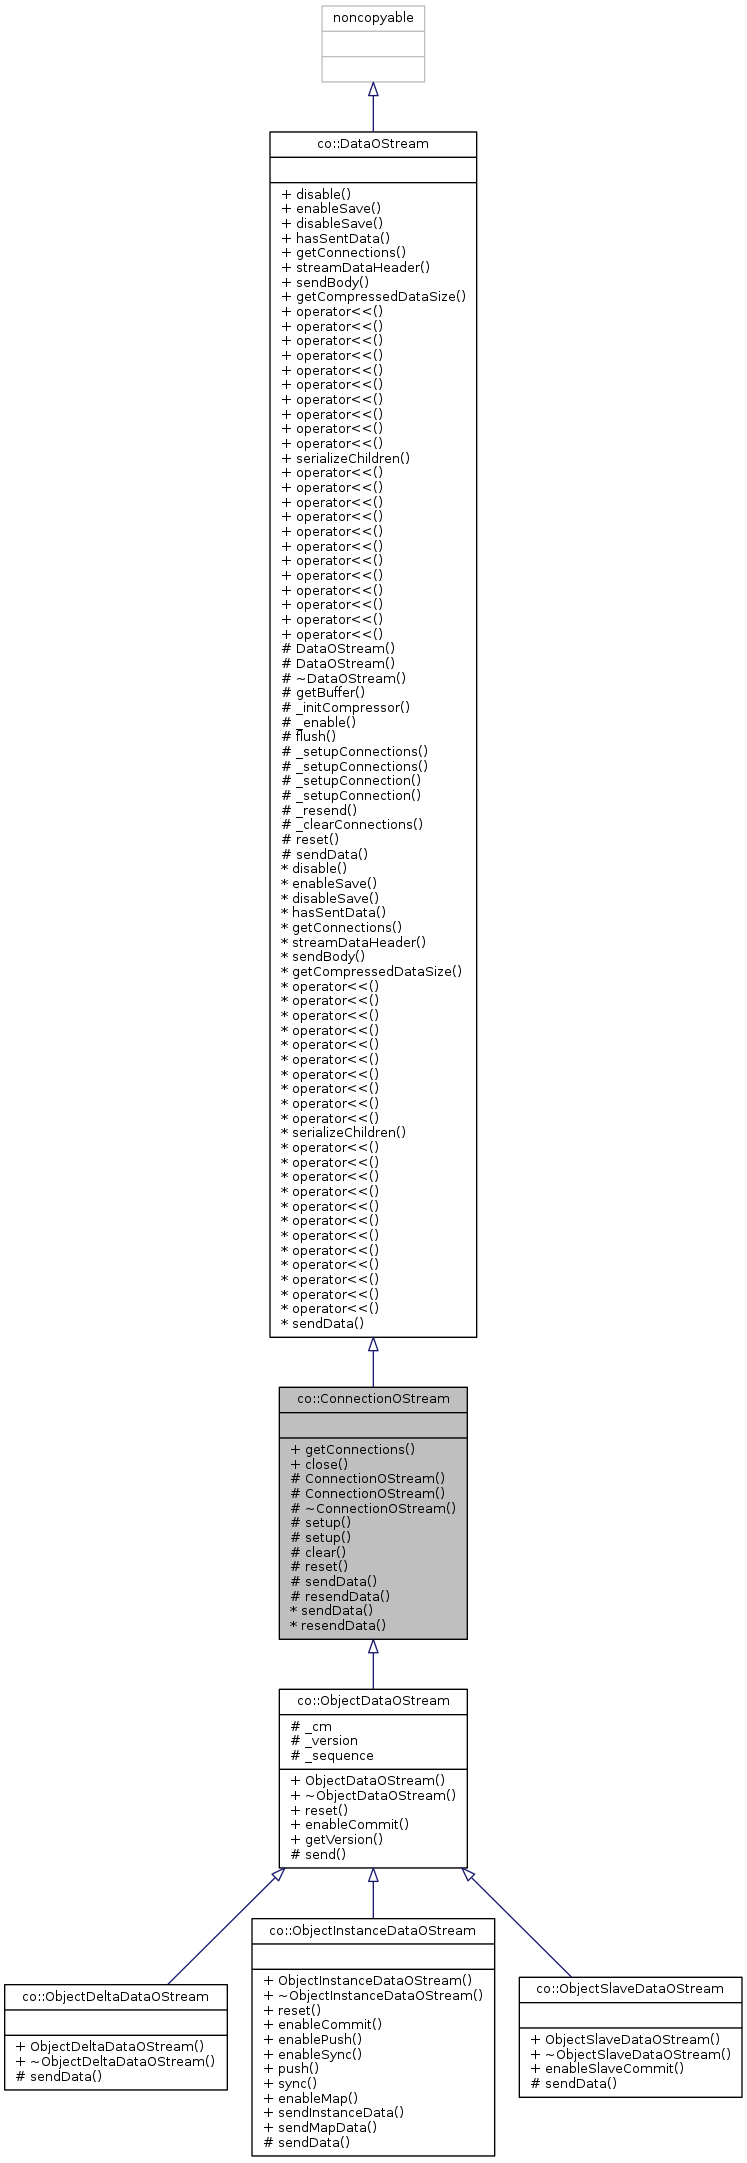 noncopyable
co::DataOStream
+ disable()
+ enableSave()
+ disableSave()
+ hasSentData()
+ getConnections()
+ streamDataHeader()
+ sendBody()
+ getCompressedDataSize()
+ operator<<()
+ operator<<()
+ operator<<()
+ operator<<()
+ operator<<()
+ operator<<()
+ operator<<()
+ operator<<()
+ operator<<()
+ operator<<()
+ serializeChildren()
+ operator<<()
+ operator<<()
+ operator<<()
+ operator<<()
+ operator<<()
+ operator<<()
+ operator<<()
+ operator<<()
+ operator<<()
+ operator<<()
+ operator<<()
+ operator<<()
# DataOStream()
# DataOStream()
# ~DataOStream()
# getBuffer()
# _initCompressor()
# _enable()
# flush()
# _setupConnections()
# _setupConnections()
# _setupConnection()
# _setupConnection()
# _resend()
# _clearConnections()
# reset()
# sendData()
* disable()
* enableSave()
* disableSave()
* hasSentData()
* getConnections()
* streamDataHeader()
* sendBody()
* getCompressedDataSize()
* operator<<()
* operator<<()
* operator<<()
* operator<<()
* operator<<()
* operator<<()
* operator<<()
* operator<<()
* operator<<()
* operator<<()
* serializeChildren()
* operator<<()
* operator<<()
* operator<<()
* operator<<()
* operator<<()
* operator<<()
* operator<<()
* operator<<()
* operator<<()
* operator<<()
* operator<<()
* operator<<()
* sendData()
co::ConnectionOStream
+ getConnections()
+ close()
# ConnectionOStream()
# ConnectionOStream()
# ~ConnectionOStream()
# setup()
# setup()
# clear()
# reset()
# sendData()
# resendData()
* sendData()
* resendData()
co::ObjectDataOStream
# _cm
# _version
# _sequence
+ ObjectDataOStream()
+ ~ObjectDataOStream()
+ reset()
+ enableCommit()
+ getVersion()
# send()
co::ObjectDeltaDataOStream
+ ObjectDeltaDataOStream()
+ ~ObjectDeltaDataOStream()
# sendData()
co::ObjectInstanceDataOStream
+ ObjectInstanceDataOStream()
+ ~ObjectInstanceDataOStream()
+ reset()
+ enableCommit()
+ enablePush()
+ enableSync()
+ push()
+ sync()
+ enableMap()
+ sendInstanceData()
+ sendMapData()
# sendData()
co::ObjectSlaveDataOStream
+ ObjectSlaveDataOStream()
+ ~ObjectSlaveDataOStream()
+ enableSlaveCommit()
# sendData()